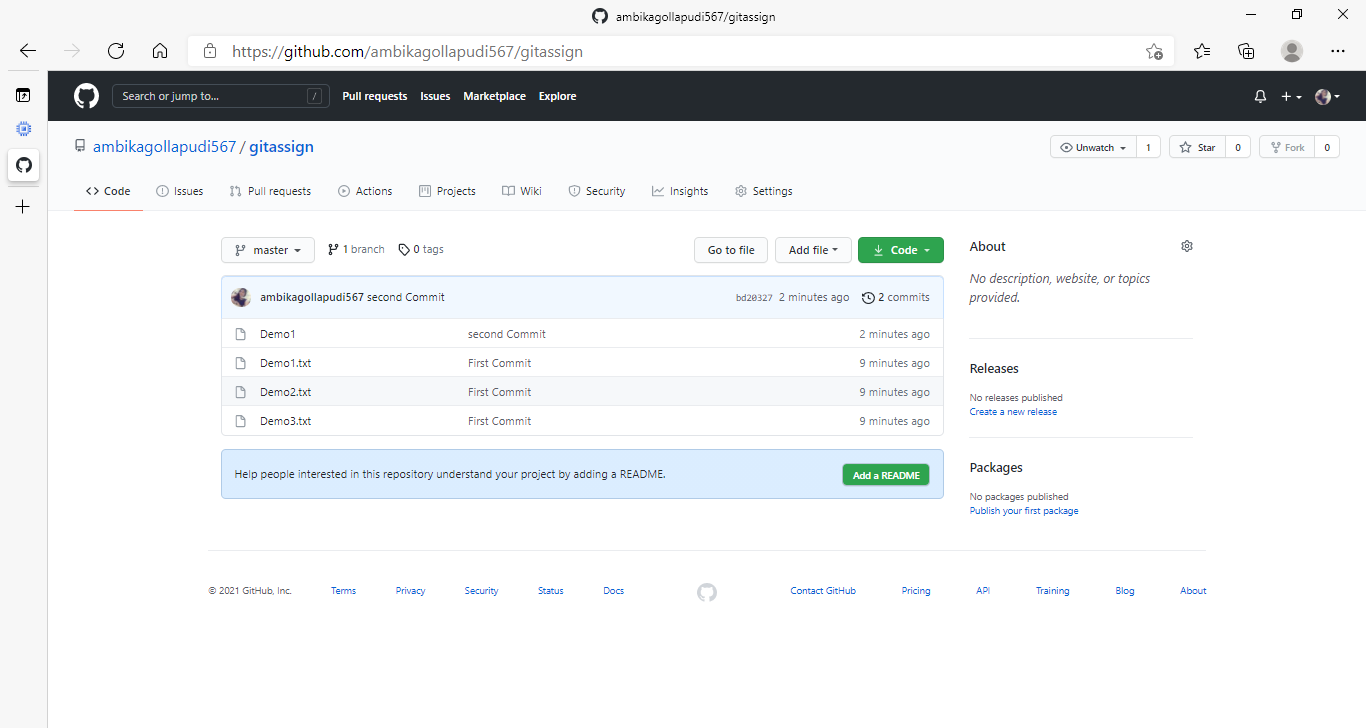 ambikagollapudi567/gitassign
https://github.com/ambikagollapudi567/gitassign
Search or jump to... / Pull requests Issues Marketplace Explore
ambikagollapudi567 / gitassign Unwatch 1 Star 0 Fork 0
Code Issues Pull requests Actions Projects Wiki Security Insights Settings
master 1 branch 0 tags Go to file Add file Code
ambikagollapudi567 second Commit bd20327 2 minutes ago 2 commits
Demo1 second Commit 2 minutes ago
Demo1.txt First Commit 9 minutes ago
Demo2.txt First Commit 9 minutes ago
Demo3.txt First Commit 9 minutes ago
Help people interested in this repository understand your project by adding a README. Add a README
About
No description, website, or topics
provided.
Releases
No releases published
Create a new release
Packages
No packages published
Publish your first package
© 2021 GitHub, Inc. Terms Privacy Security Status Docs Contact GitHub Pricing API Training Blog About